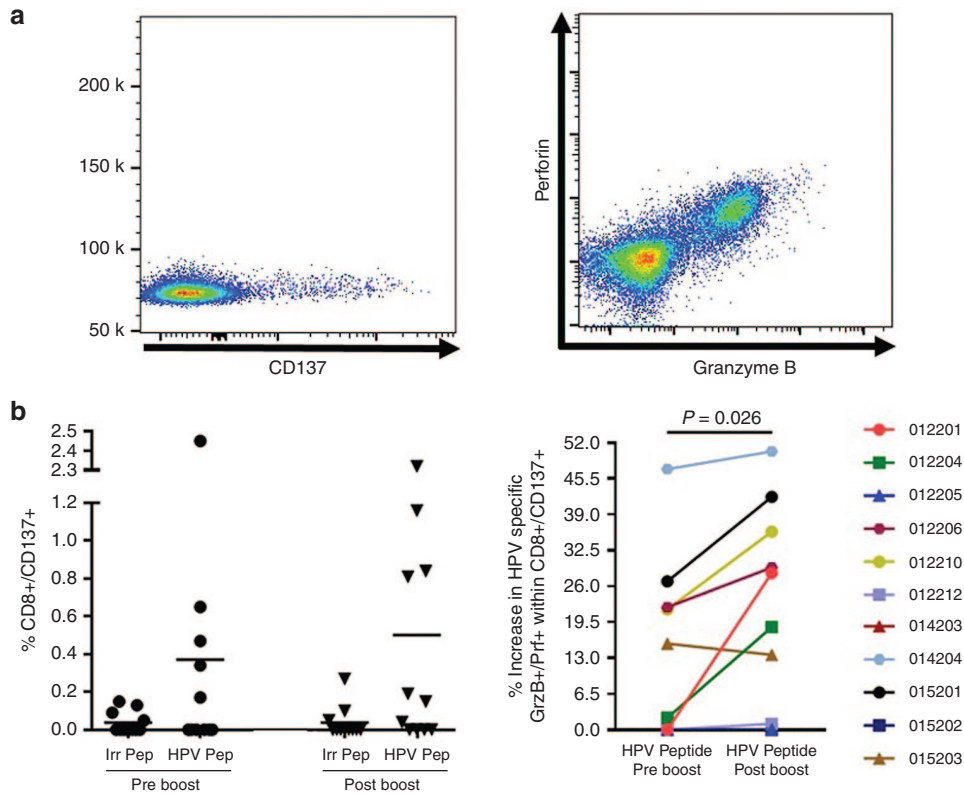 a
200 k
150 k
100 k
50 k
CD137
Perforin
Granzyme B
b
% CD8+/CD137+
2.5
2.4
2.3
1.2
1.0
0.8
0.6
0.4
0.2
0.0
Irr Pep
HPV Pep
Irr Pep
HPV Pep
Pre boost
Post boost
% Increase in HPV specific
GrzB+/Prf+ within CD8+/CD137+
P = 0.026
52.0
45.5
39.0
32.5
26.0
19.5
13.0
6.5
0.0
HPV Peptide
Pre boost
HPV Peptide
Post boost
012201
012204
012205
012206
012210
012212
014203
014204
015201
015202
015203